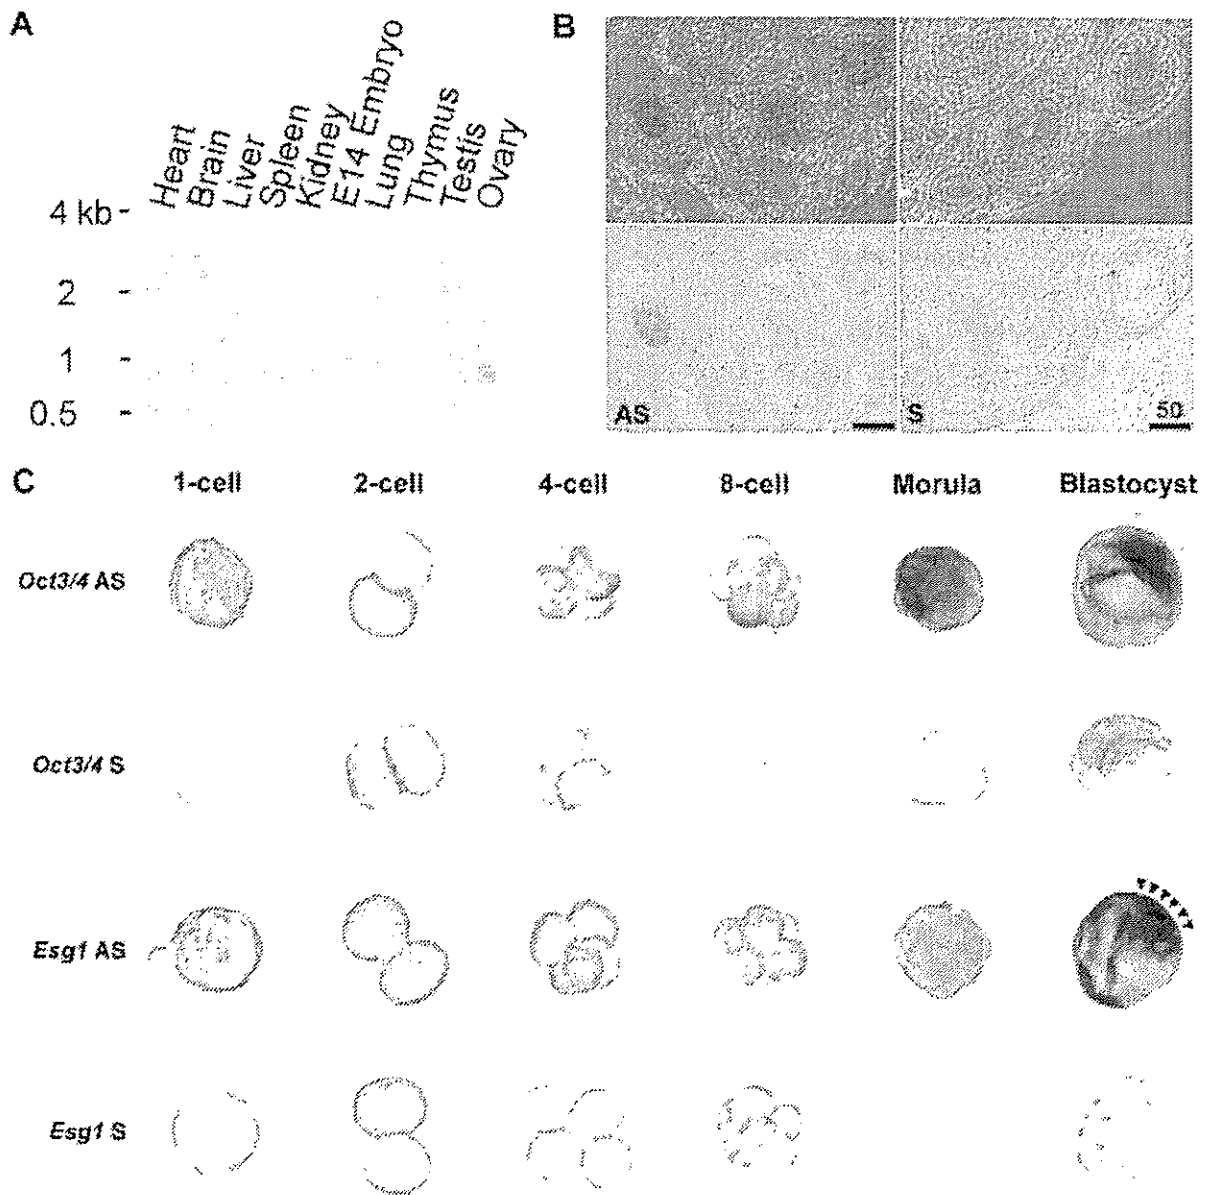 A
B
Heart
Brain
Liver
Spleen
Kidney
E14 Embryo
Lung
Thymus
Testis
Ovary
4 kb
2
1
0.5
AS
S
50
C
1-cell
2-cell
4-cell
8-cell
Morula
Blastocyst
Oct3/4 AS
Oct3/4 S
Esg1 AS
Esg1 S